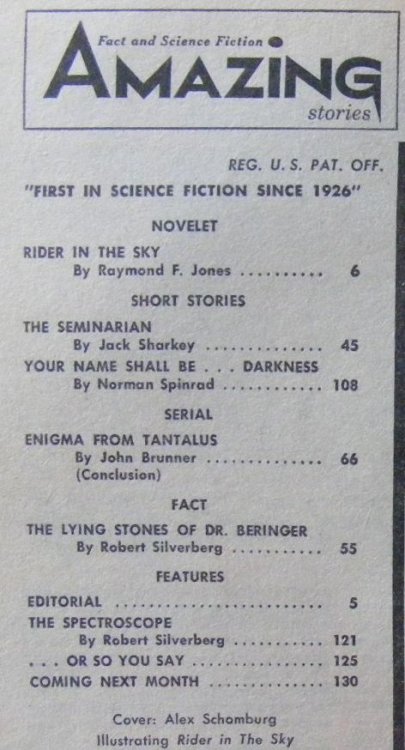 Fact and Science Fiction
AMAZING
stories
REG. U. S. PAT. OFF.
"FIRST IN SCIENCE FICTION SINCE 1926"
NOVELET
RIDER IN THE SKY
By Raymond F. Jones .......... 6
SHORT STORIES
THE SEMINARIAN
By Jack Sharkey .............. 45
YOUR NAME SHALL BE . . . DARKNESS
By Norman Spinrad ............ 108
SERIAL
ENIGMA FROM TANTALUS
By John Brunner .............. 66
(Conclusion)
FACT
THE LYING STONES OF DR. BERINGER
By Robert Silverberg ........... 55
FEATURES
EDITORIAL ......................... 5
THE SPECTROSCOPE
By Robert Silverberg ........... 121
. . . OR SO YOU SAY ................ 125
COMING NEXT MONTH .............. 130
Cover: Alex Schomburg
Illustrating Rider in The Sky